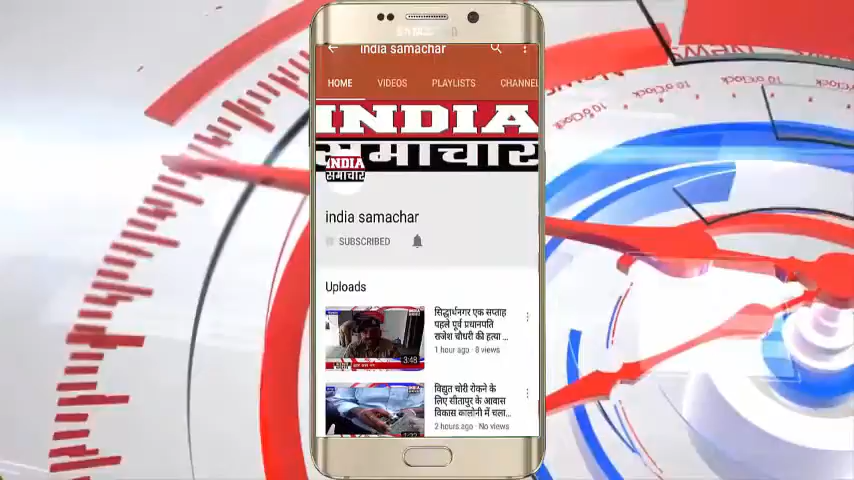 SAMSUNG
india samachar
HOME VIDEOS PLAYLISTS CHANNEL
INDIA
समाचार
INDIA
समाचार
india samachar
SUBSCRIBED
Uploads
सिद्धार्थनगर एक सप्ताह
पहले पूर्व प्रधानपति
राजेश चौधरी की हत्या ...
1 hour ago · 8 views
3:48
विद्युत चोरी रोकने के
लिए सीतापुर के आवास
विकास कालोनी में चला...
2 hours ago · No views
News
10 o'Clock
10 o'Clock
10 o'Clock